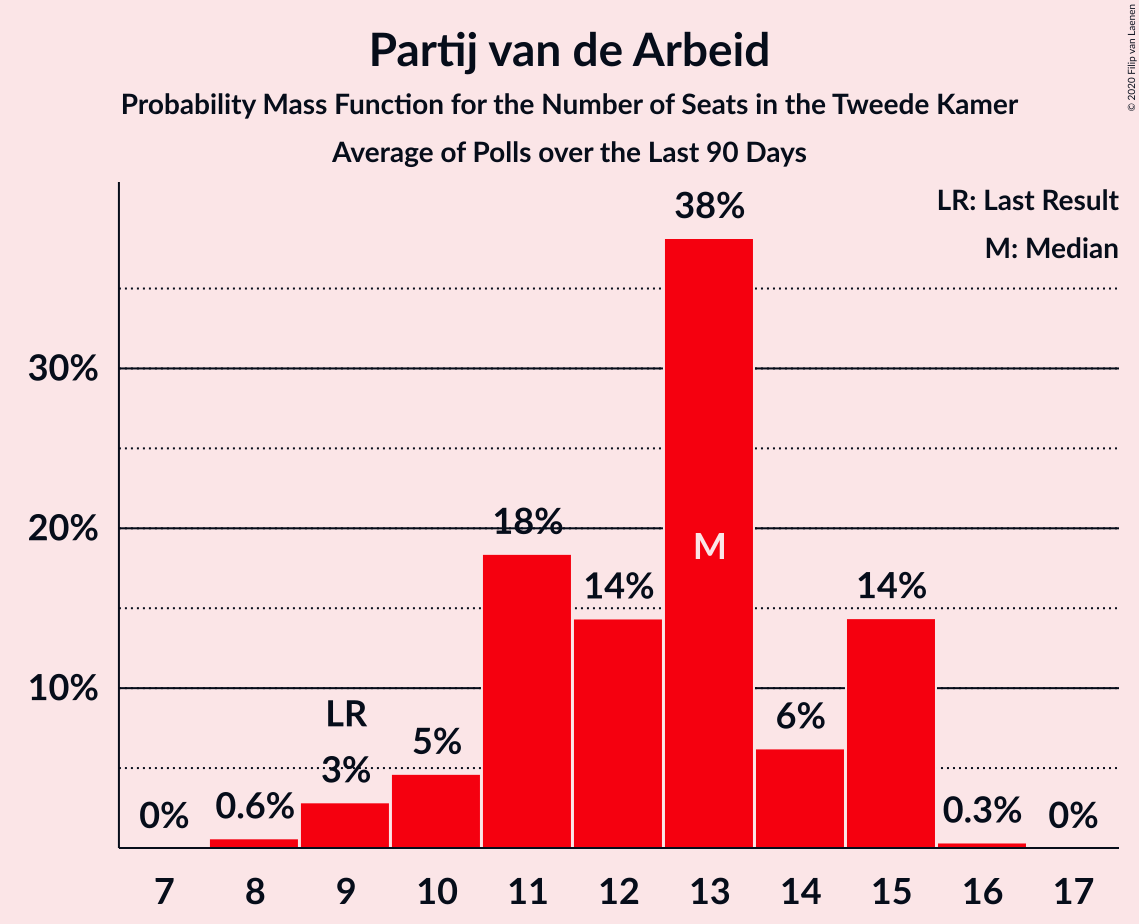 Partij van de Arbeid
Probability Mass Function for the Number of Seats in the Tweede Kamer
Average of Polls over the Last 90 Days
© 2020 Filip van Laenen
LR: Last Result
M: Median
38%
30%
20%
10%
M
18%
14%
14%
LR
6%
5%
3%
0%
0.6%
0.3%
0%
7 8 9 10 11 12 13 14 15 16 17